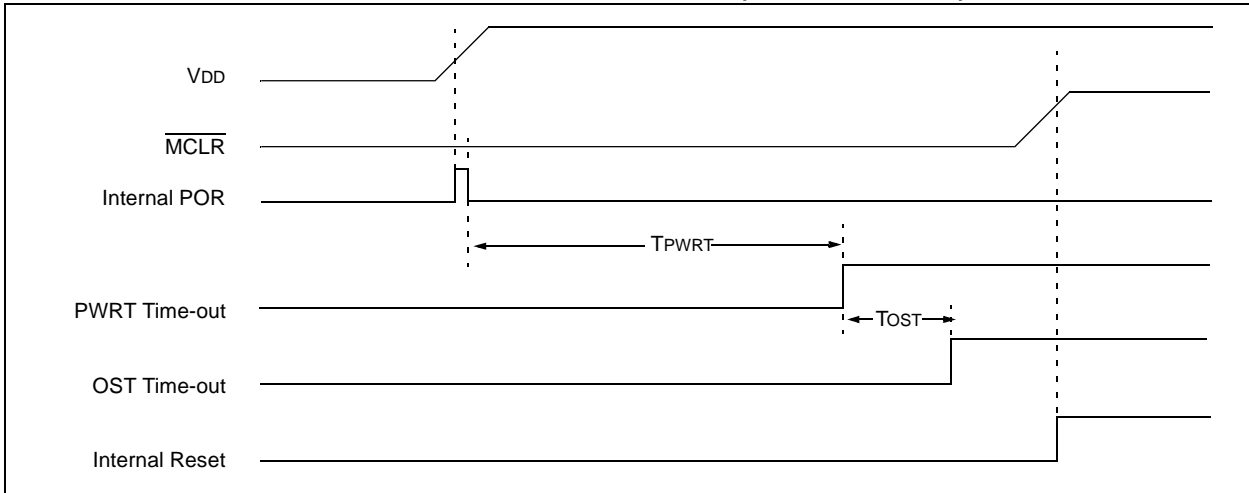 VDD
MCLR
Internal POR
TPWRT
PWRT Time-out
TOST
OST Time-out
Internal Reset